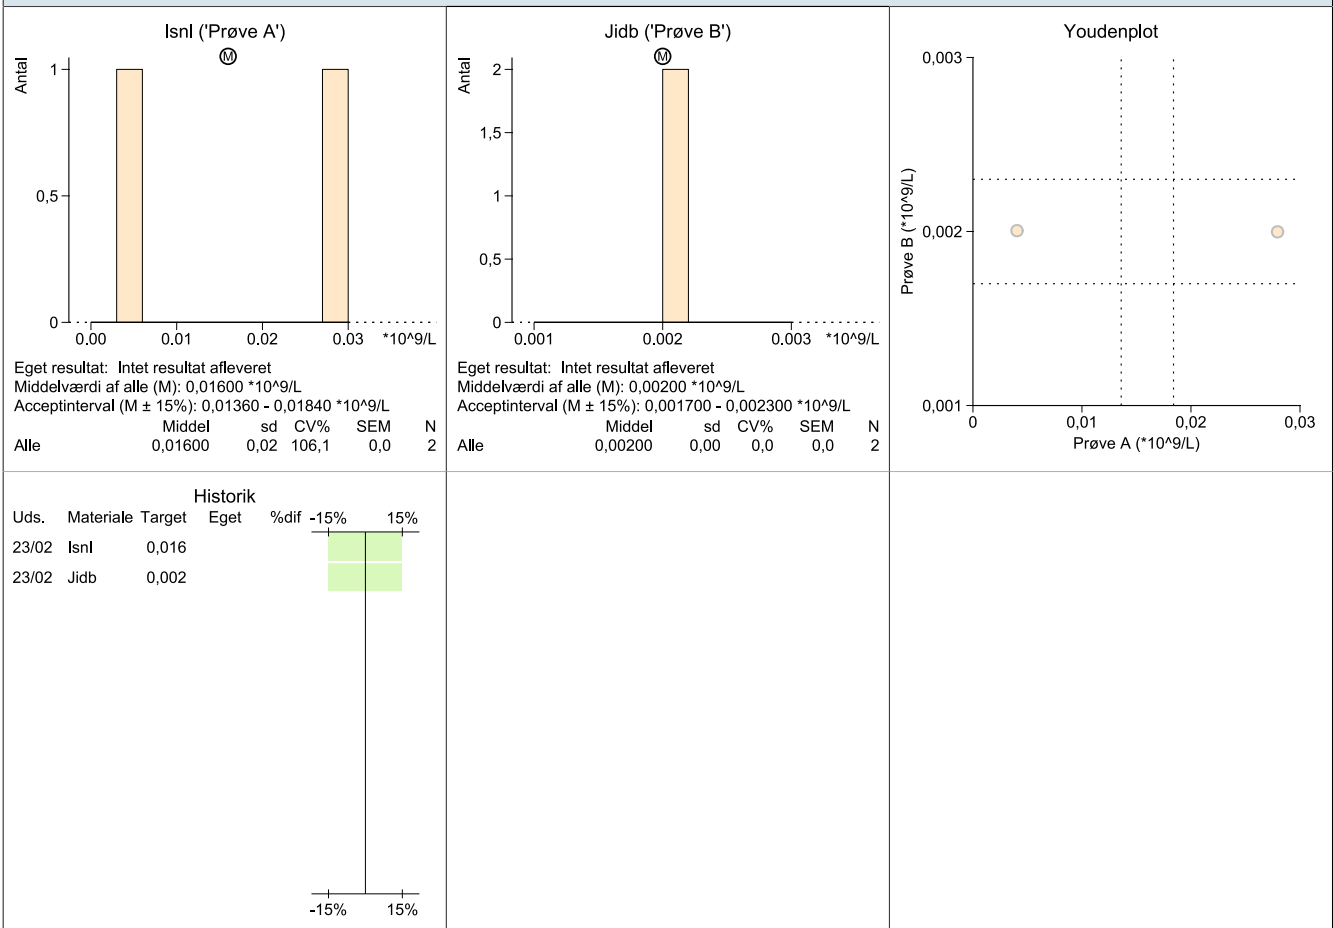 Isnl ('Prøve A')
M
Antal
1
0,5
0
0.00 0.01 0.02 0.03 *10^9/L
Eget resultat: Intet resultat afleveret
Middelværdi af alle (M): 0,01600 *10^9/L
Acceptinterval (M ± 15%): 0,01360 - 0,01840 *10^9/L
Middel sd CV% SEM N
Alle 0,01600 0,02 106,1 0,0 2
Jidb ('Prøve B')
M
Antal
2
1,5
1
0,5
0
0.001 0.002 0.003 *10^9/L
Eget resultat: Intet resultat afleveret
Middelværdi af alle (M): 0,00200 *10^9/L
Acceptinterval (M ± 15%): 0,001700 - 0,002300 *10^9/L
Middel sd CV% SEM N
Alle 0,00200 0,00 0,0 0,0 2
Youdenplot
0,003
0,002
0,001
Prøve B (*10^9/L)
0 0,01 0,02 0,03
Prøve A (*10^9/L)
Historik
Uds. Materiale Target Eget %dif -15% 15%
23/02 Isnl 0,016
23/02 Jidb 0,002
-15% 15%